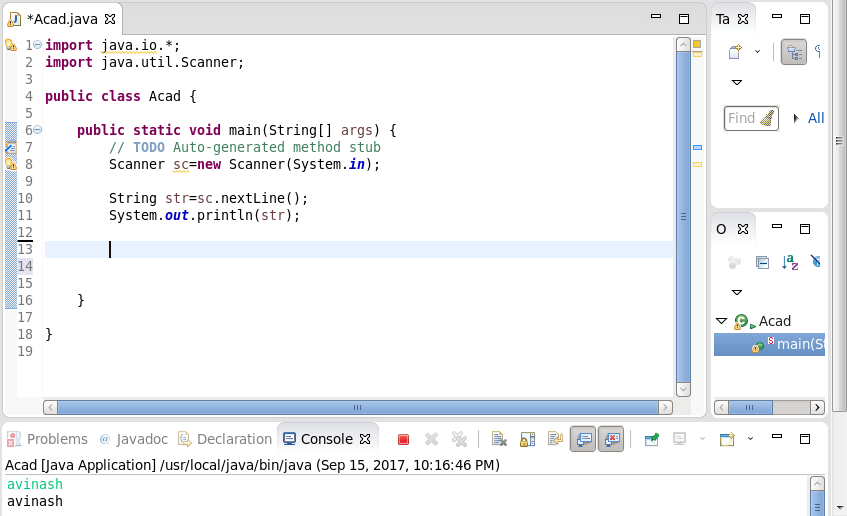 *Acad.java
Ta
1 import java.io.*;
2 import java.util.Scanner;
3
4 public class Acad {
5
6     public static void main(String[] args) {
7         // TODO Auto-generated method stub
8         Scanner sc=new Scanner(System.in);
9
10         String str=sc.nextLine();
11         System.out.println(str);
12
13
14
15
16     }
17
18 }
19
Find
All
O
Acad
main(S
Problems @ Javadoc Declaration Console
Acad [Java Application] /usr/local/java/bin/java (Sep 15, 2017, 10:16:46 PM)
avinash
avinash